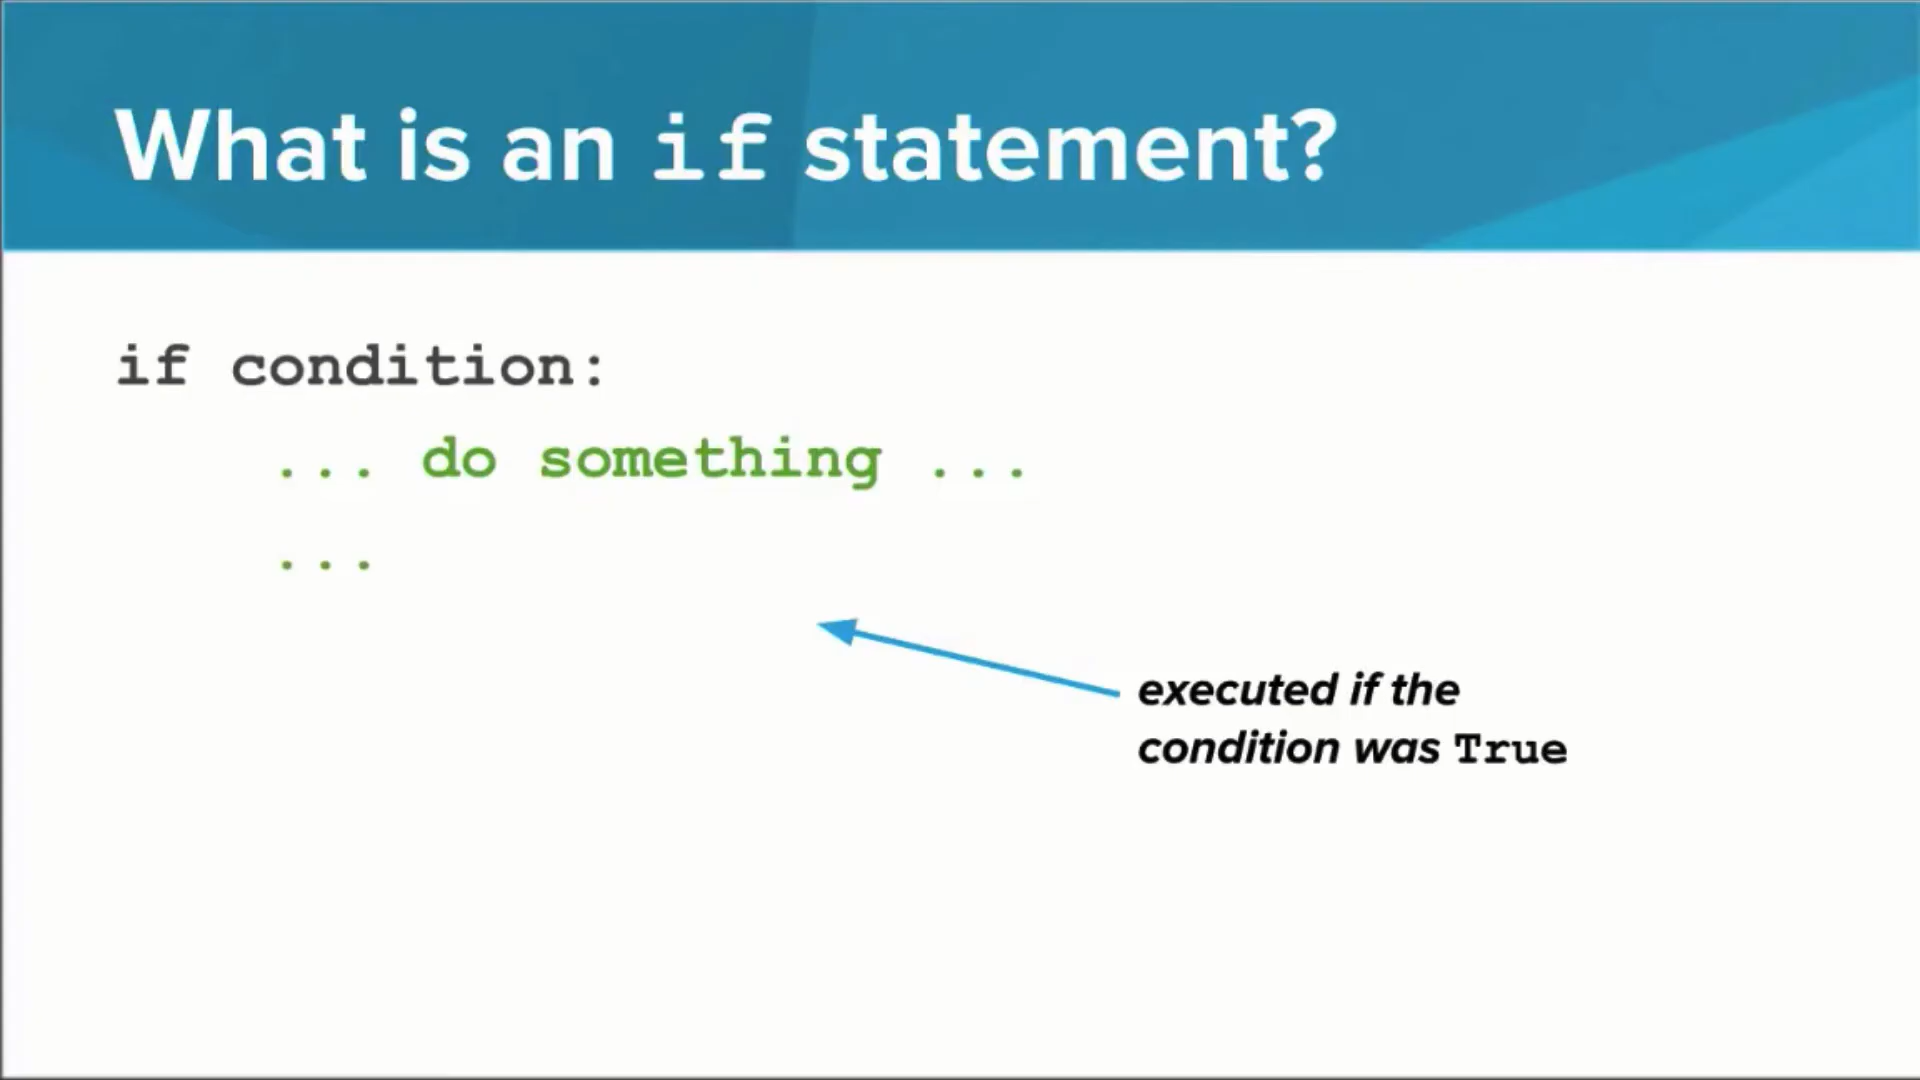 What is an if statement?
if condition:
... do something ...
...
executed if the
condition was True